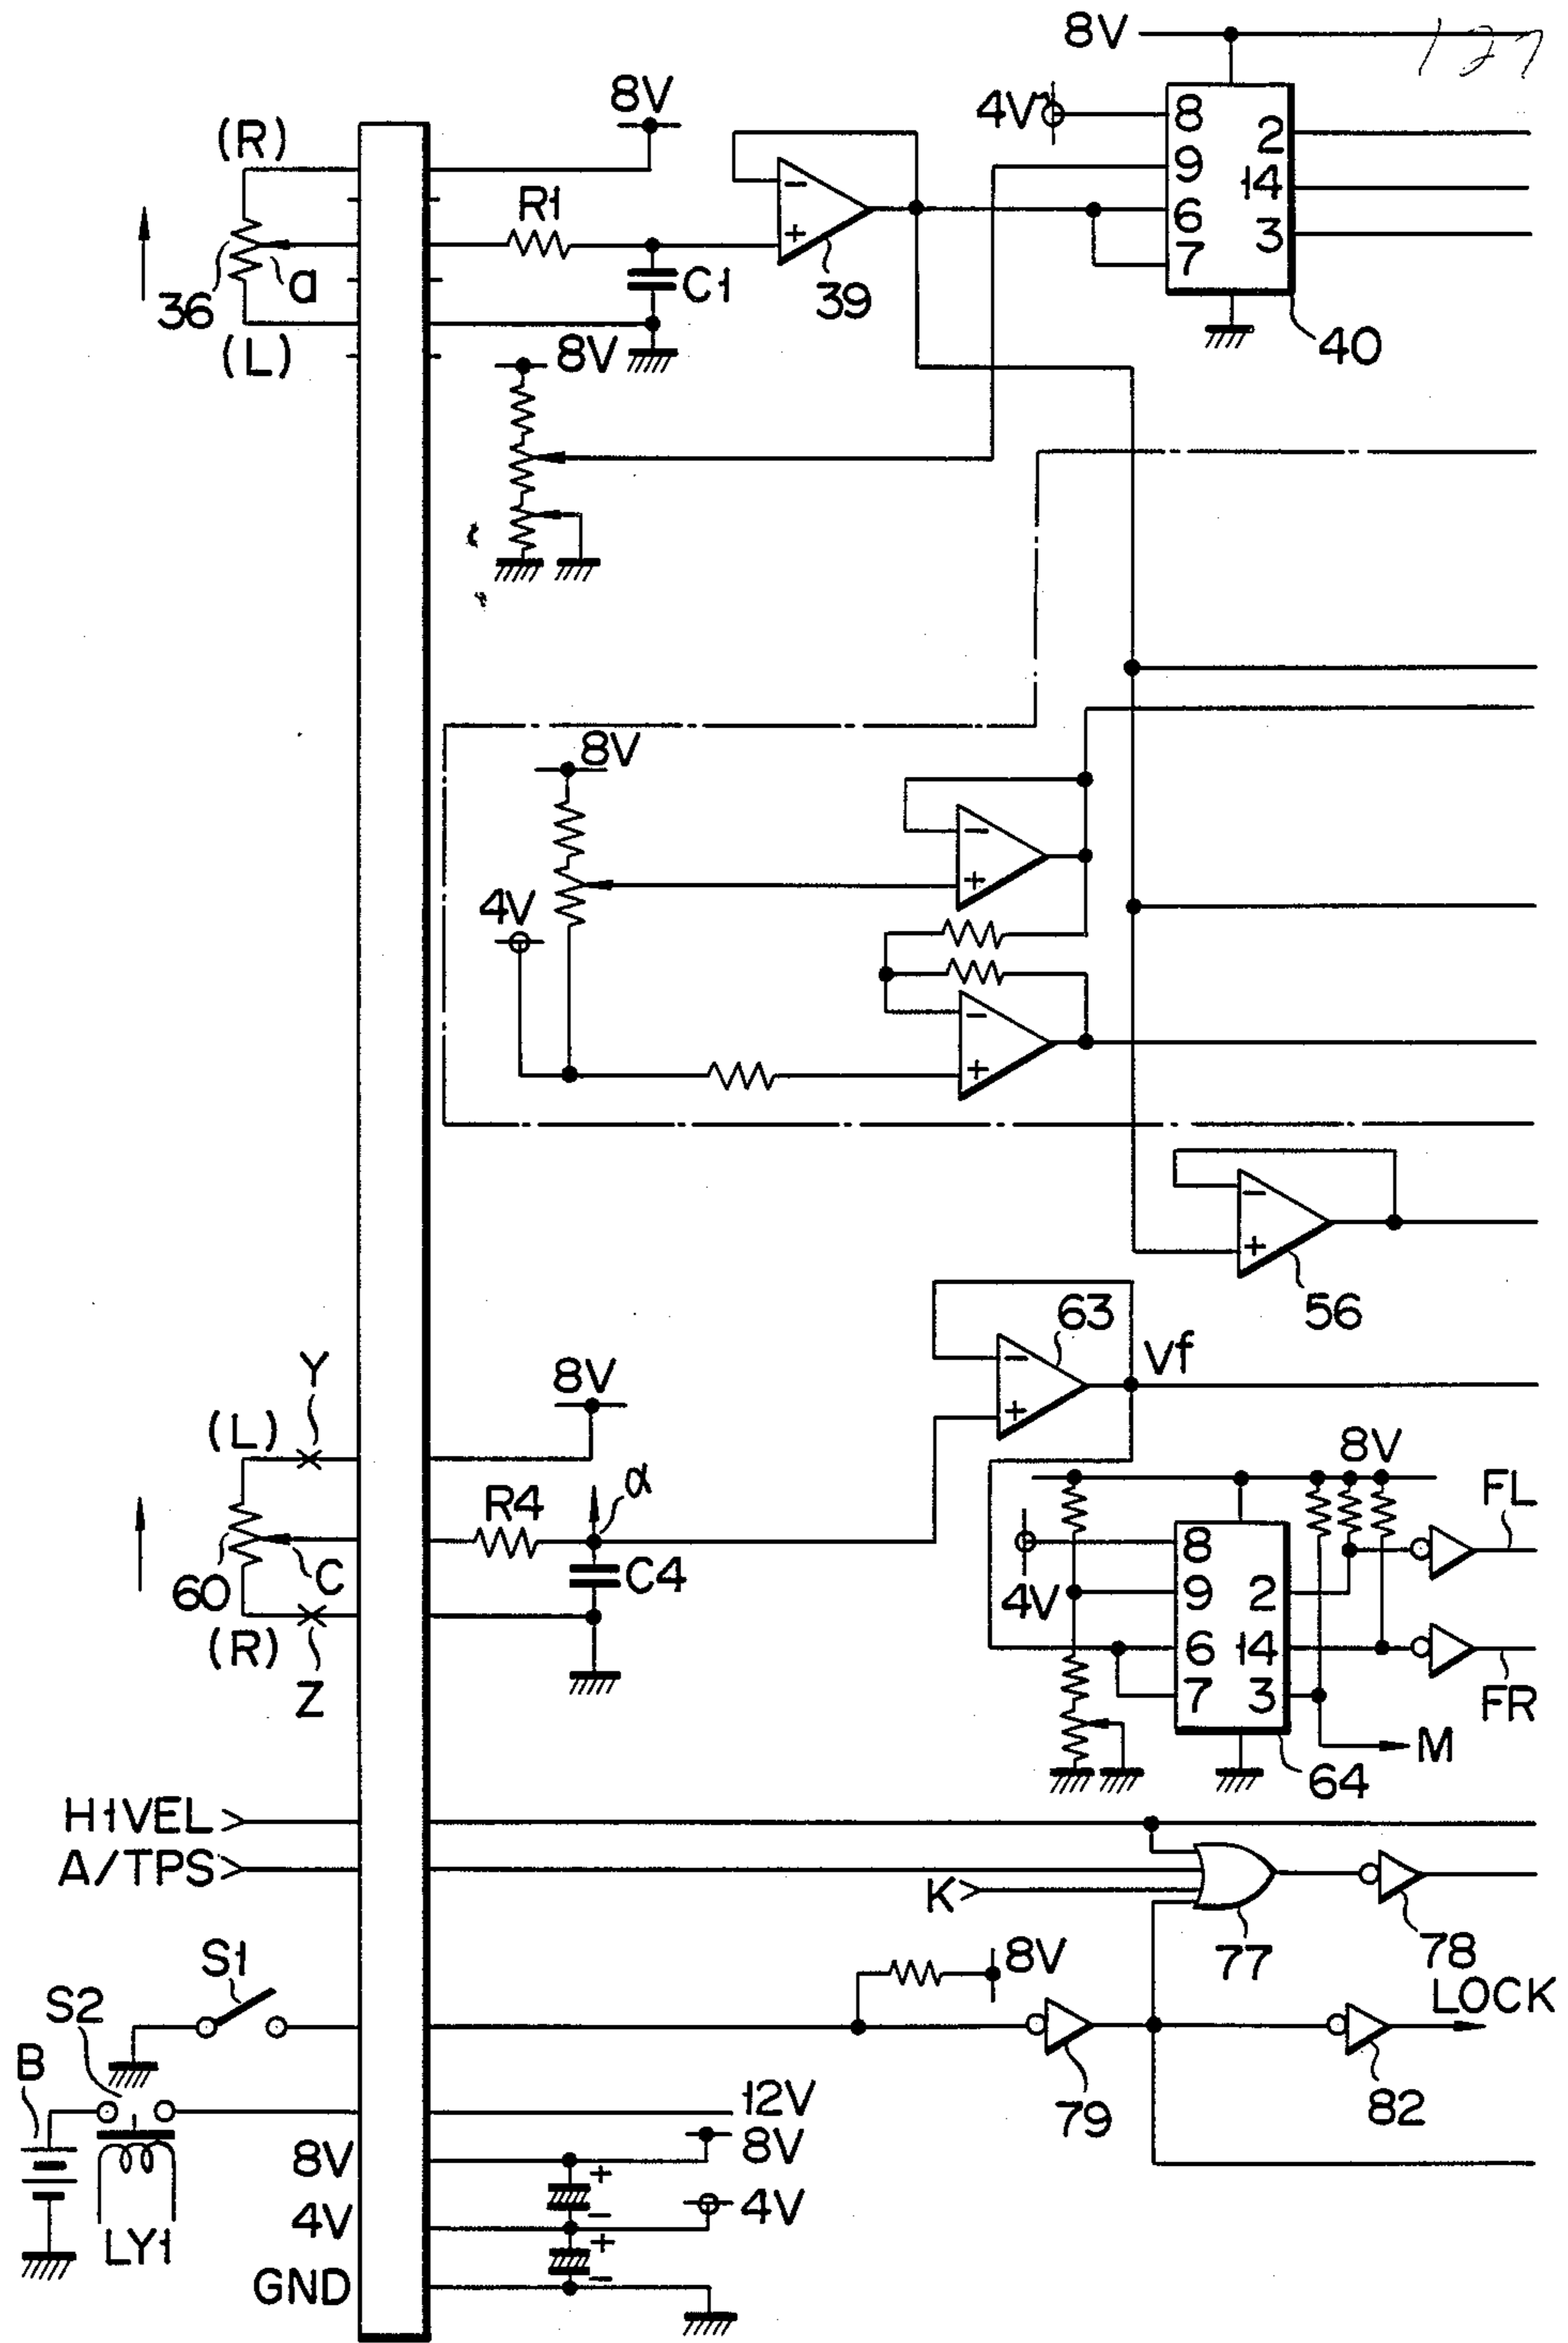 127
8V
4V
8
9
6
7
2
14
3
40
(R)
8V
R1
36
a
C1
39
(L)
8V
8V
4V
56
63
Vf
Y
8V
(L)
R4
α
60
C
C4
(R)
Z
8V
FL
4V
8
9
6
7
2
14
3
FR
M
64
H1VEL
A/TPS
K
77
78
S1
8V
LOCK
S2
B
79
82
12V
8V
8V
4V
4V
LY1
GND
+
−
+
−